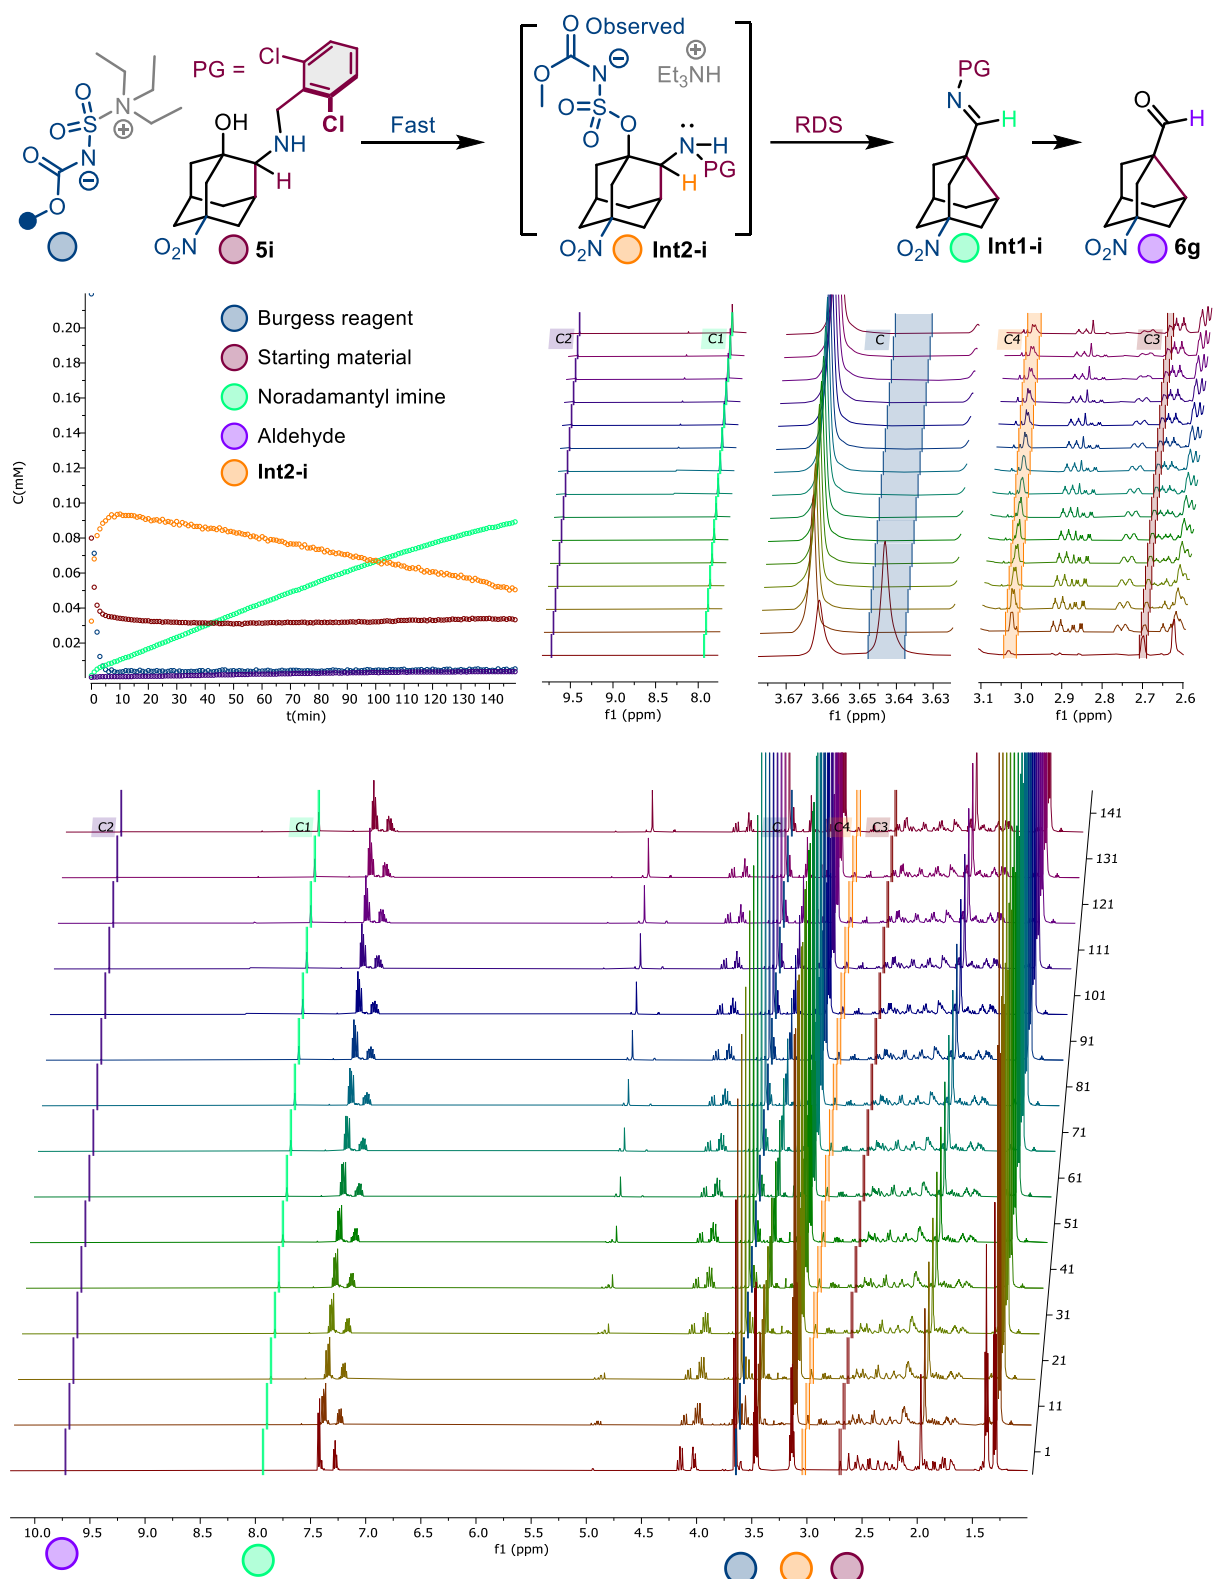 PG =
Cl
Cl
OH
NH
H
O
O
S
N
⊕
N
⊖
O
O
O₂N
5i
Fast
Observed
O
O
N
⊖
⊕
Et₃NH
O
S
O
O
••
N
H
PG
H
O₂N
Int2-i
RDS
PG
N
H
O₂N
Int1-i
O
H
O₂N
6g
Burgess reagent
Starting material
Noradamantyl imine
Aldehyde
Int2-i
C(mM)
0.20
0.18
0.16
0.14
0.12
0.10
0.08
0.06
0.04
0.02
0 10 20 30 40 50 60 70 80 90 100 110 120 130 140
t(min)
C2
C1
9.5 9.0 8.5 8.0
f1 (ppm)
C
3.67 3.66 3.65 3.64 3.63
f1 (ppm)
C4
C3
3.1 3.0 2.9 2.8 2.7 2.6
f1 (ppm)
C2
C1
C
C4
C3
141
131
121
111
101
91
81
71
61
51
41
31
21
11
1
10.0 9.5 9.0 8.5 8.0 7.5 7.0 6.5 6.0 5.5 5.0 4.5 4.0 3.5 3.0 2.5 2.0 1.5
f1 (ppm)